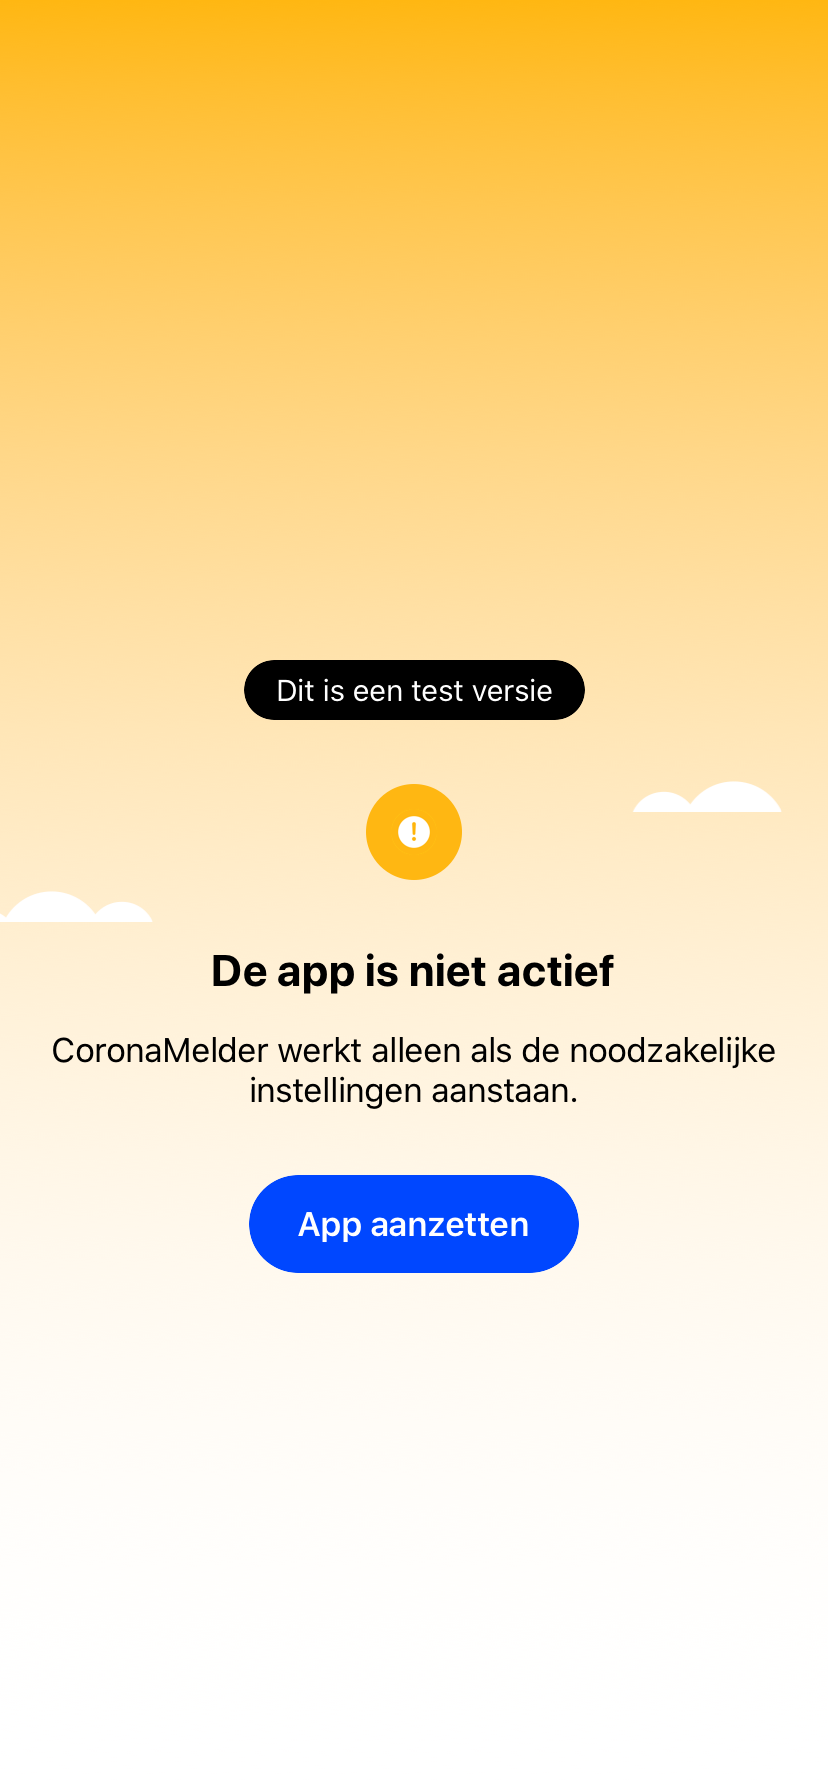 Dit is een test versie
De app is niet actief
CoronaMelder werkt alleen als de noodzakelijke
instellingen aanstaan.
App aanzetten